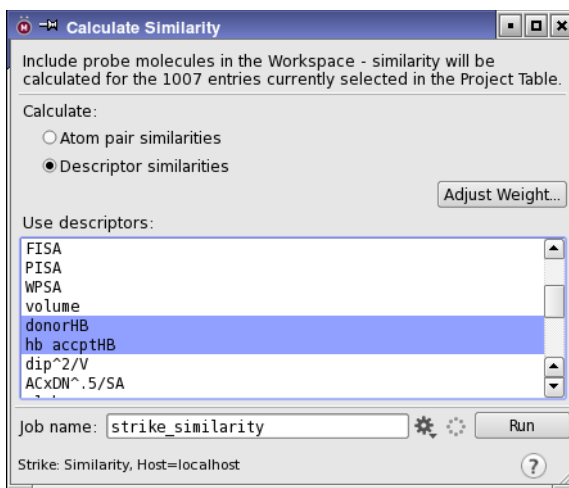 Calculate Similarity
Include probe molecules in the Workspace - similarity will be
calculated for the 1007 entries currently selected in the Project Table.
Calculate:
Atom pair similarities
Descriptor similarities
Adjust Weight...
Use descriptors:
FISA
PISA
WPSA
volume
donorHB
hb accptHB
dip^2/V
ACxDN^.5/SA
Job name: strike_similarity Run
Strike: Similarity, Host=localhost ?